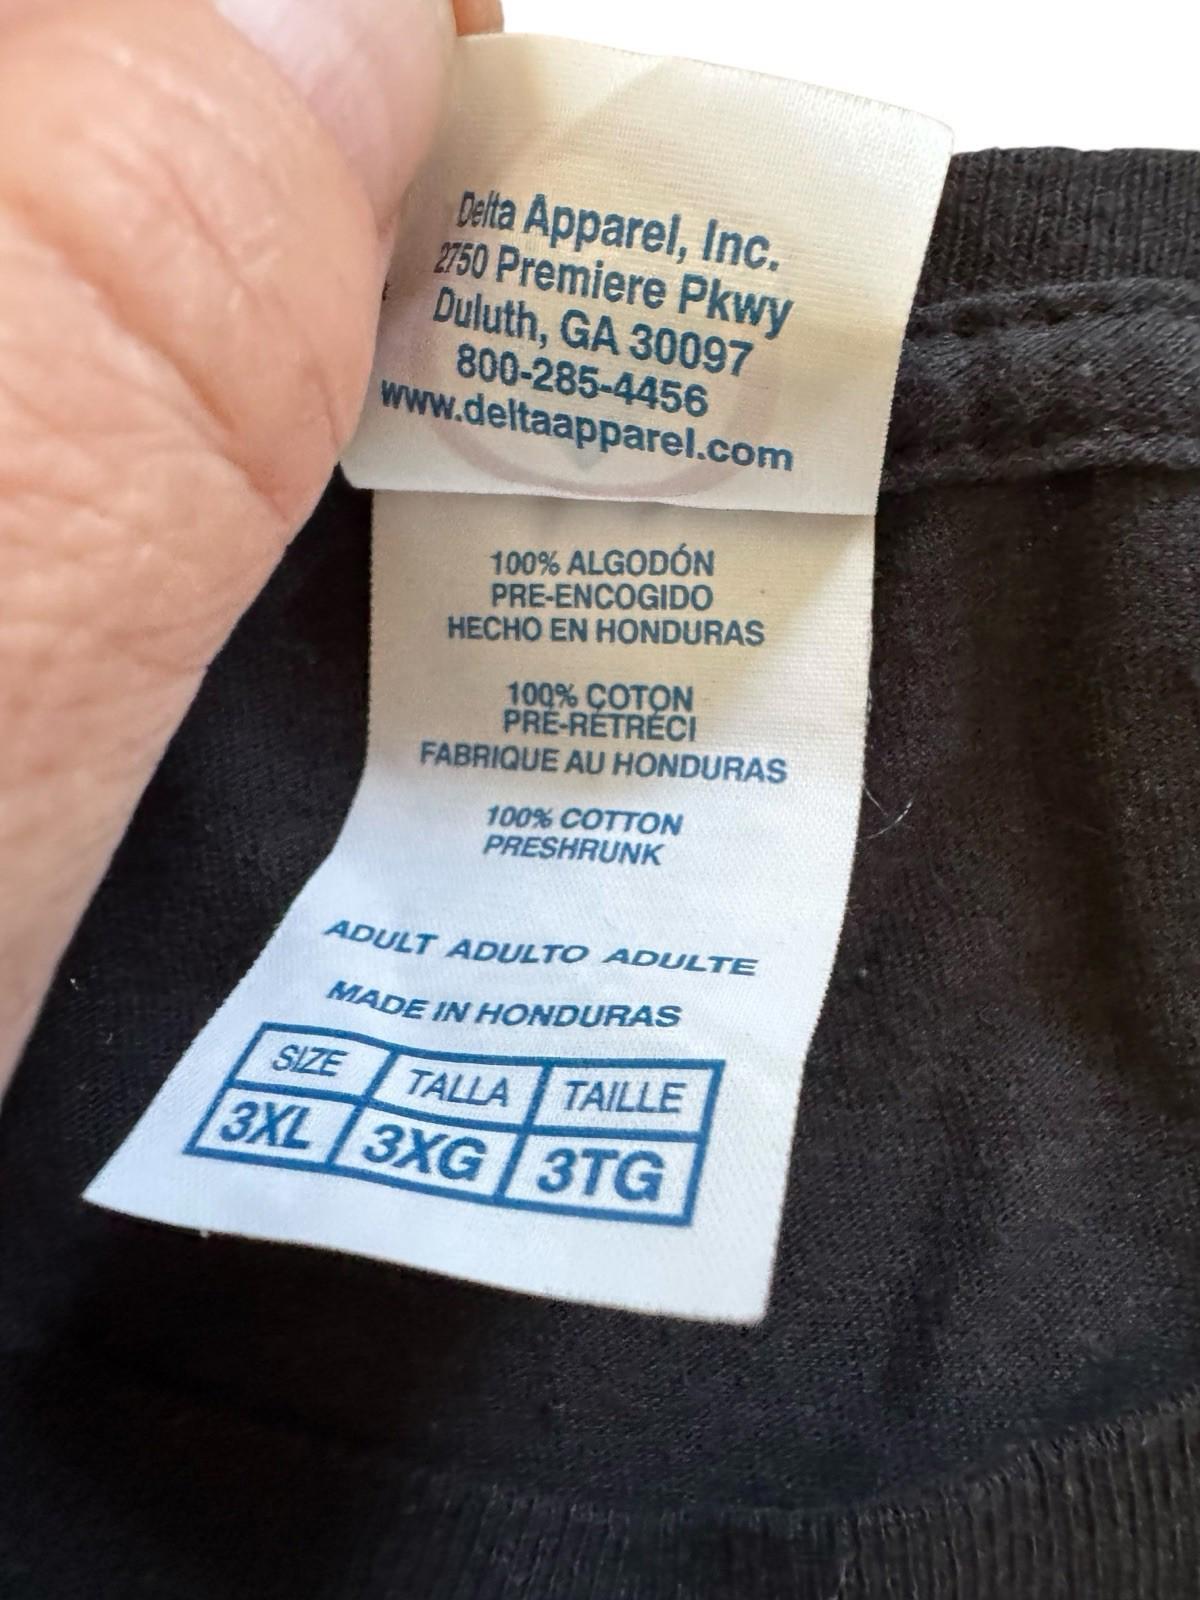 Delta Apparel, Inc.
2750 Premiere Pkwy
Duluth, GA 30097
800-285-4456
www.deltaapparel.com
100% ALGODÓN
PRE-ENCOGIDO
HECHO EN HONDURAS
100% COTON
PRÉ-RÉTRÉCI
FABRIQUE AU HONDURAS
100% COTTON
PRESHRUNK
ADULT ADULTO ADULTE
MADE IN HONDURAS
SIZE TALLA TAILLE
3XL 3XG 3TG